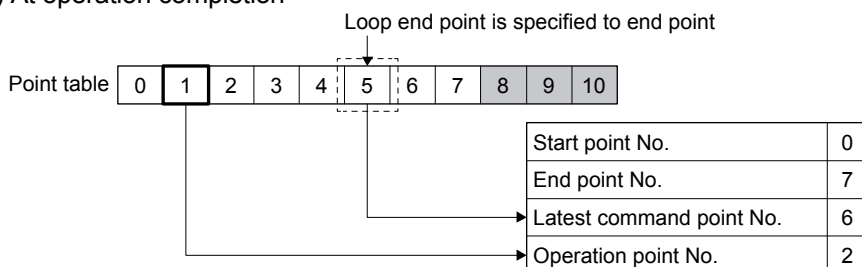 ) At operation completion
Loop end point is specified to end point
Point table 0 1 2 3 4 5 6 7 8 9 10
Start point No. 0
End point No. 7
Latest command point No. 6
Operation point No. 2